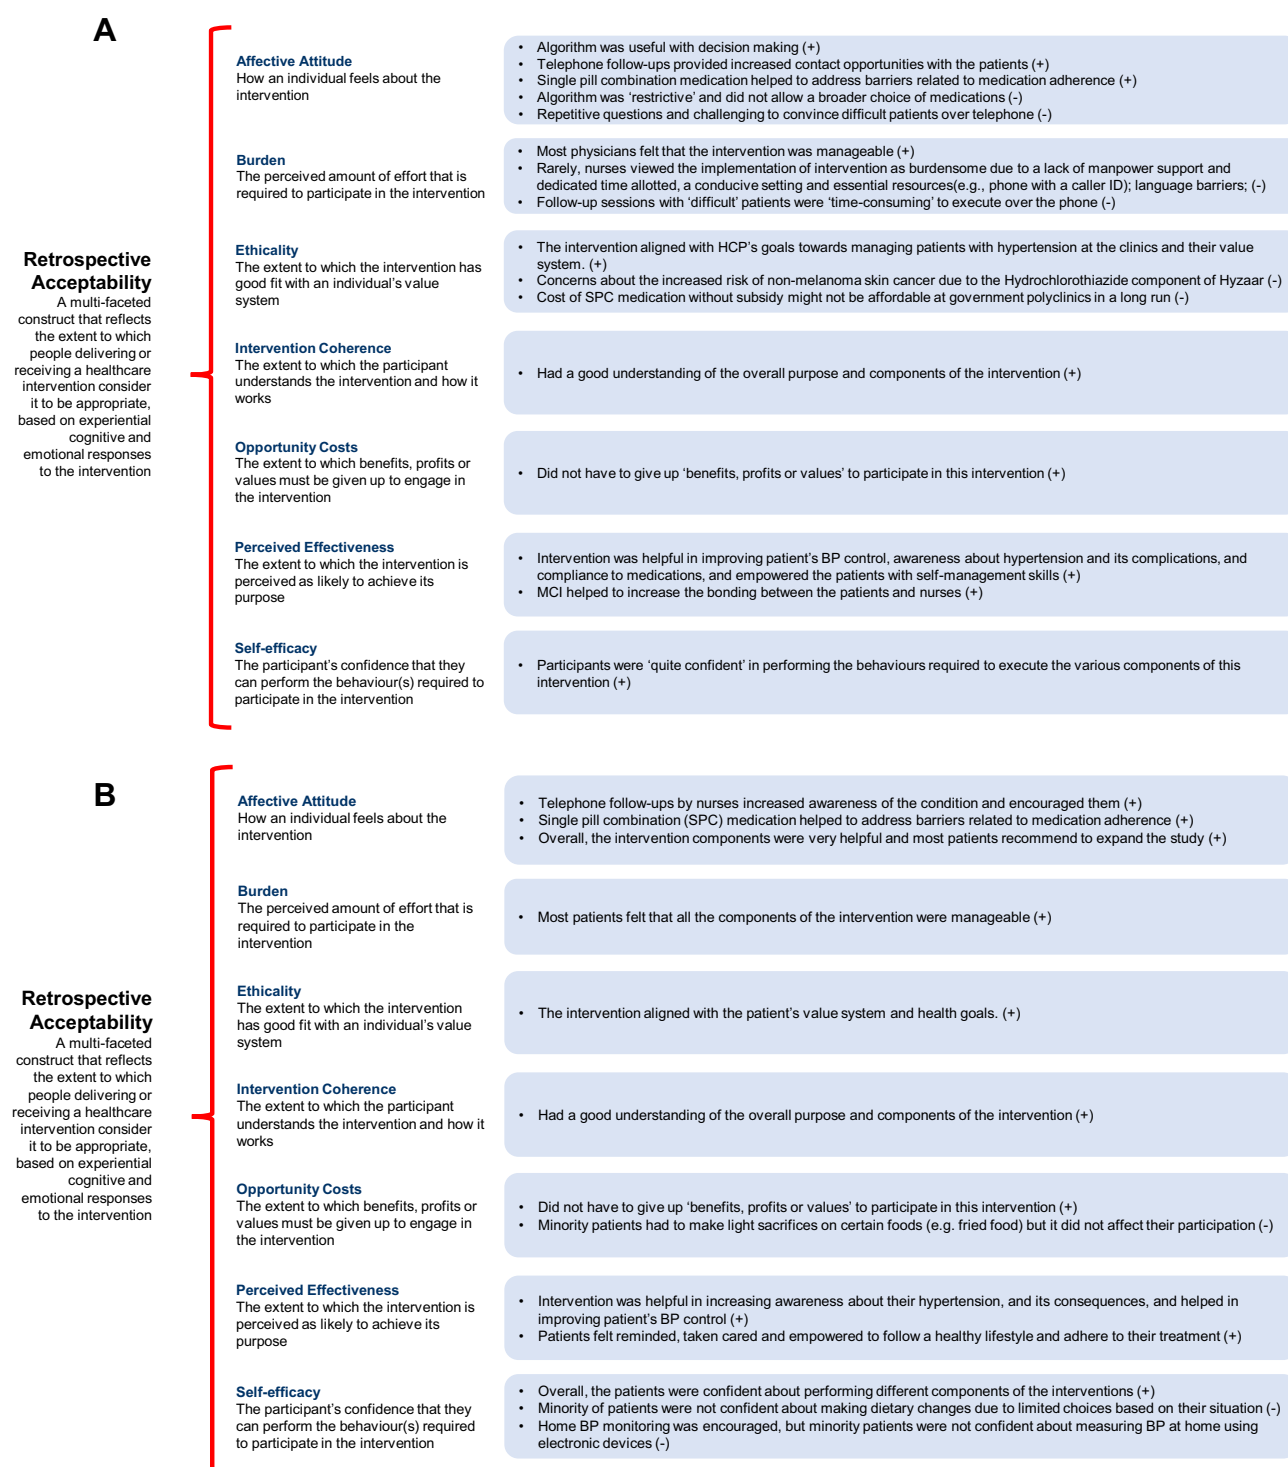 A
Retrospective
Acceptability
A multi-faceted
construct that reflects
the extent to which
people delivering or
receiving a healthcare
intervention consider
it to be appropriate,
based on experiential
cognitive and
emotional responses
to the intervention
Affective Attitude
How an individual feels about the
intervention
• Algorithm was useful with decision making (+)
• Telephone follow-ups provided increased contact opportunities with the patients (+)
• Single pill combination medication helped to address barriers related to medication adherence (+)
• Algorithm was ‘restrictive’ and did not allow a broader choice of medications (-)
• Repetitive questions and challenging to convince difficult patients over telephone (-)
Burden
The perceived amount of effort that is
required to participate in the intervention
• Most physicians felt that the intervention was manageable (+)
• Rarely, nurses viewed the implementation of intervention as burdensome due to a lack of manpower support and
dedicated time allotted, a conducive setting and essential resources(e.g., phone with a caller ID); language barriers; (-)
• Follow-up sessions with ‘difficult’ patients were ‘time-consuming’ to execute over the phone (-)
Ethicality
The extent to which the intervention has
good fit with an individual’s value
system
• The intervention aligned with HCP’s goals towards managing patients with hypertension at the clinics and their value
system. (+)
• Concerns about the increased risk of non-melanoma skin cancer due to the Hydrochlorothiazide component of Hyzaar (-)
• Cost of SPC medication without subsidy might not be affordable at government polyclinics in a long run (-)
Intervention Coherence
The extent to which the participant
understands the intervention and how it
works
• Had a good understanding of the overall purpose and components of the intervention (+)
Opportunity Costs
The extent to which benefits, profits or
values must be given up to engage in
the intervention
• Did not have to give up ‘benefits, profits or values’ to participate in this intervention (+)
Perceived Effectiveness
The extent to which the intervention is
perceived as likely to achieve its
purpose
• Intervention was helpful in improving patient’s BP control, awareness about hypertension and its complications, and
compliance to medications, and empowered the patients with self-management skills (+)
• MCI helped to increase the bonding between the patients and nurses (+)
Self-efficacy
The participant’s confidence that they
can perform the behaviour(s) required to
participate in the intervention
• Participants were ‘quite confident’ in performing the behaviours required to execute the various components of this
intervention (+)
B
Retrospective
Acceptability
A multi-faceted
construct that reflects
the extent to which
people delivering or
receiving a healthcare
intervention consider
it to be appropriate,
based on experiential
cognitive and
emotional responses
to the intervention
Affective Attitude
How an individual feels about the
intervention
• Telephone follow-ups by nurses increased awareness of the condition and encouraged them (+)
• Single pill combination (SPC) medication helped to address barriers related to medication adherence (+)
• Overall, the intervention components were very helpful and most patients recommend to expand the study (+)
Burden
The perceived amount of effort that is
required to participate in the
intervention
• Most patients felt that all the components of the intervention were manageable (+)
Ethicality
The extent to which the intervention
has good fit with an individual’s value
system
• The intervention aligned with the patient’s value system and health goals. (+)
Intervention Coherence
The extent to which the participant
understands the intervention and how it
works
• Had a good understanding of the overall purpose and components of the intervention (+)
Opportunity Costs
The extent to which benefits, profits or
values must be given up to engage in
the intervention
• Did not have to give up ‘benefits, profits or values’ to participate in this intervention (+)
• Minority patients had to make light sacrifices on certain foods (e.g. fried food) but it did not affect their participation (-)
Perceived Effectiveness
The extent to which the intervention is
perceived as likely to achieve its
purpose
• Intervention was helpful in increasing awareness about their hypertension, and its consequences, and helped in
improving patient’s BP control (+)
• Patients felt reminded, taken cared and empowered to follow a healthy lifestyle and adhere to their treatment (+)
Self-efficacy
The participant’s confidence that they
can perform the behaviour(s) required
to participate in the intervention
• Overall, the patients were confident about performing different components of the interventions (+)
• Minority of patients were not confident about making dietary changes due to limited choices based on their situation (-)
• Home BP monitoring was encouraged, but minority patients were not confident about measuring BP at home using
electronic devices (-)